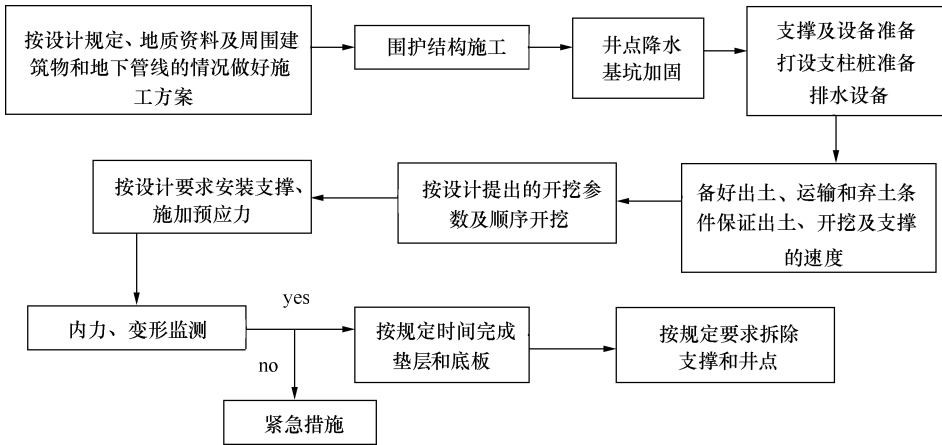 按设计规定、地质资料及周围建
筑物和地下管线的情况做好施
工方案
围护结构施工
井点降水
基坑加固
支撑及设备准备
打设支柱桩准备
排水设备
备好出土、运输和弃土条
件保证出土、开挖及支撑
的速度
按设计提出的开挖参
数及顺序开挖
按设计要求安装支撑、
施加预应力
内力、变形监测
yes
no
紧急措施
按规定时间完成
垫层和底板
按规定要求拆除
支撑和井点